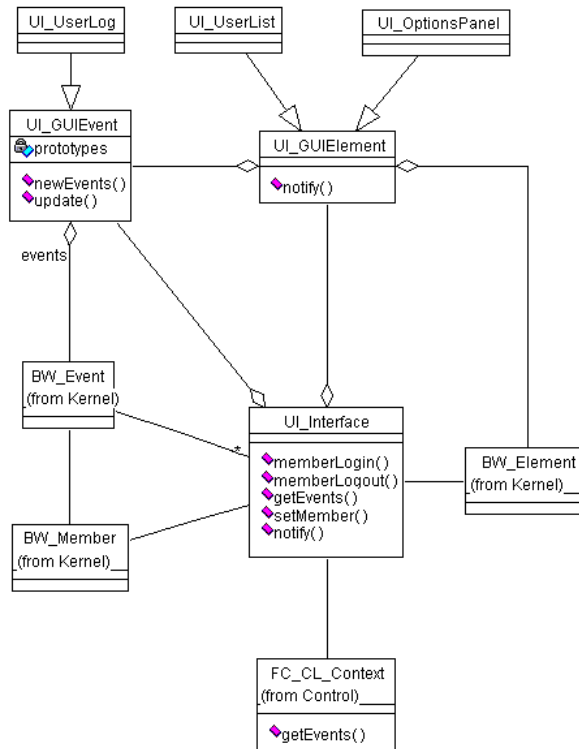 UI_UserLog
UI_UserList
UI_OptionsPanel
UI_GUIEvent
prototypes
newEvents()
update()
UI_GUIElement
notify()
events
BW_Event
(from Kernel)
*
UI_Interface
memberLogin()
memberLogout()
getEvents()
setMember()
notify()
BW_Element
(from Kernel)
BW_Member
(from Kernel)
FC_CL_Context
(from Control)
getEvents()